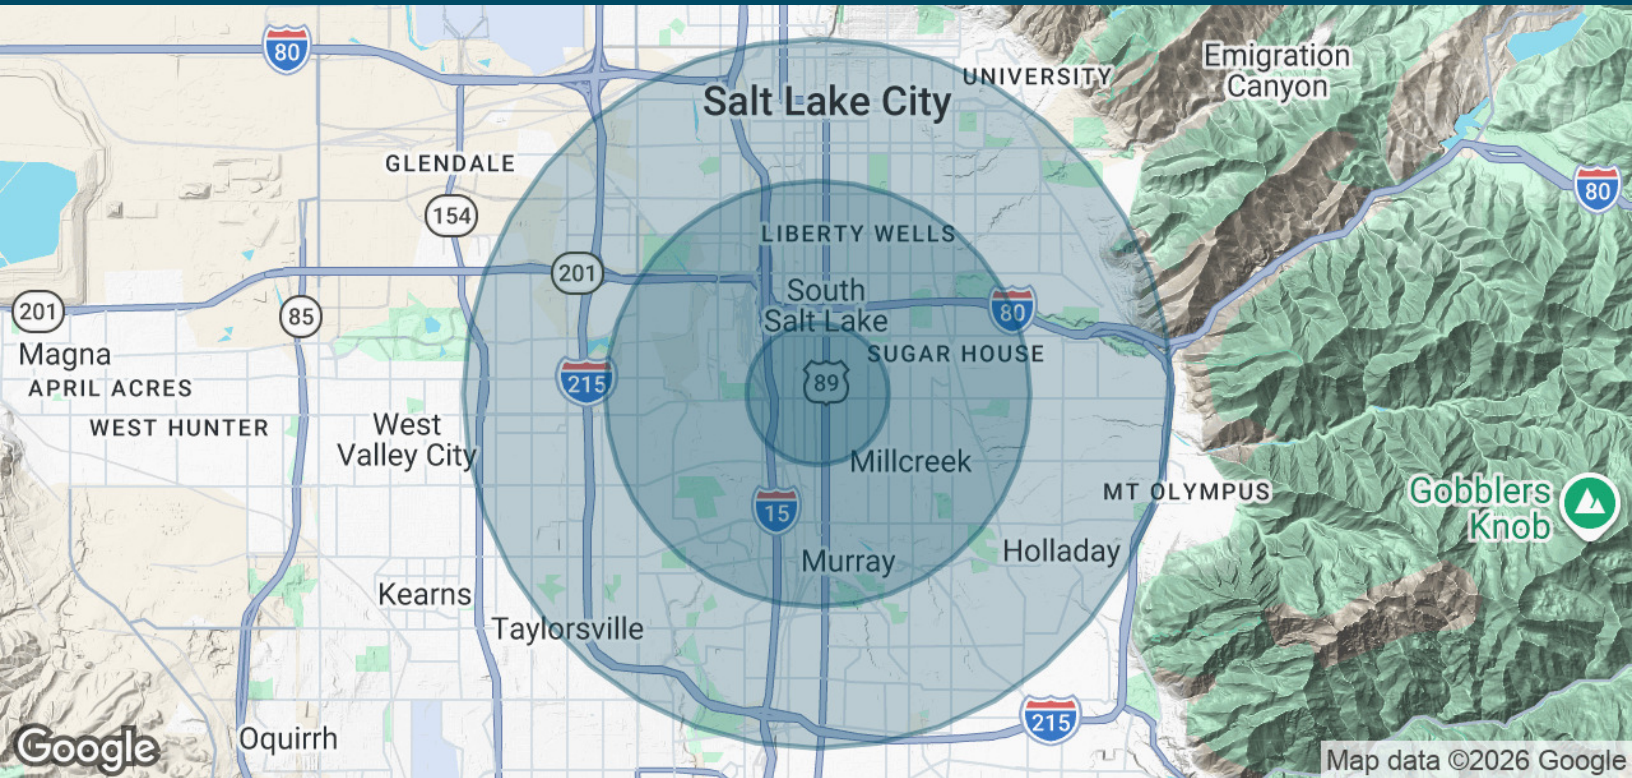 80
Salt Lake City
UNIVERSITY
Emigration
Canyon
GLENDALE
154
80
LIBERTY WELLS
201
201
85
South
Salt Lake
80
Magna
APRIL ACRES
WEST HUNTER
SUGAR HOUSE
215
89
West
Valley City
Millcreek
MT OLYMPUS
Gobblers
Knob
15
Murray
Holladay
Kearns
Taylorsville
215
Google
Oquirrh
Map data ©2026 Google